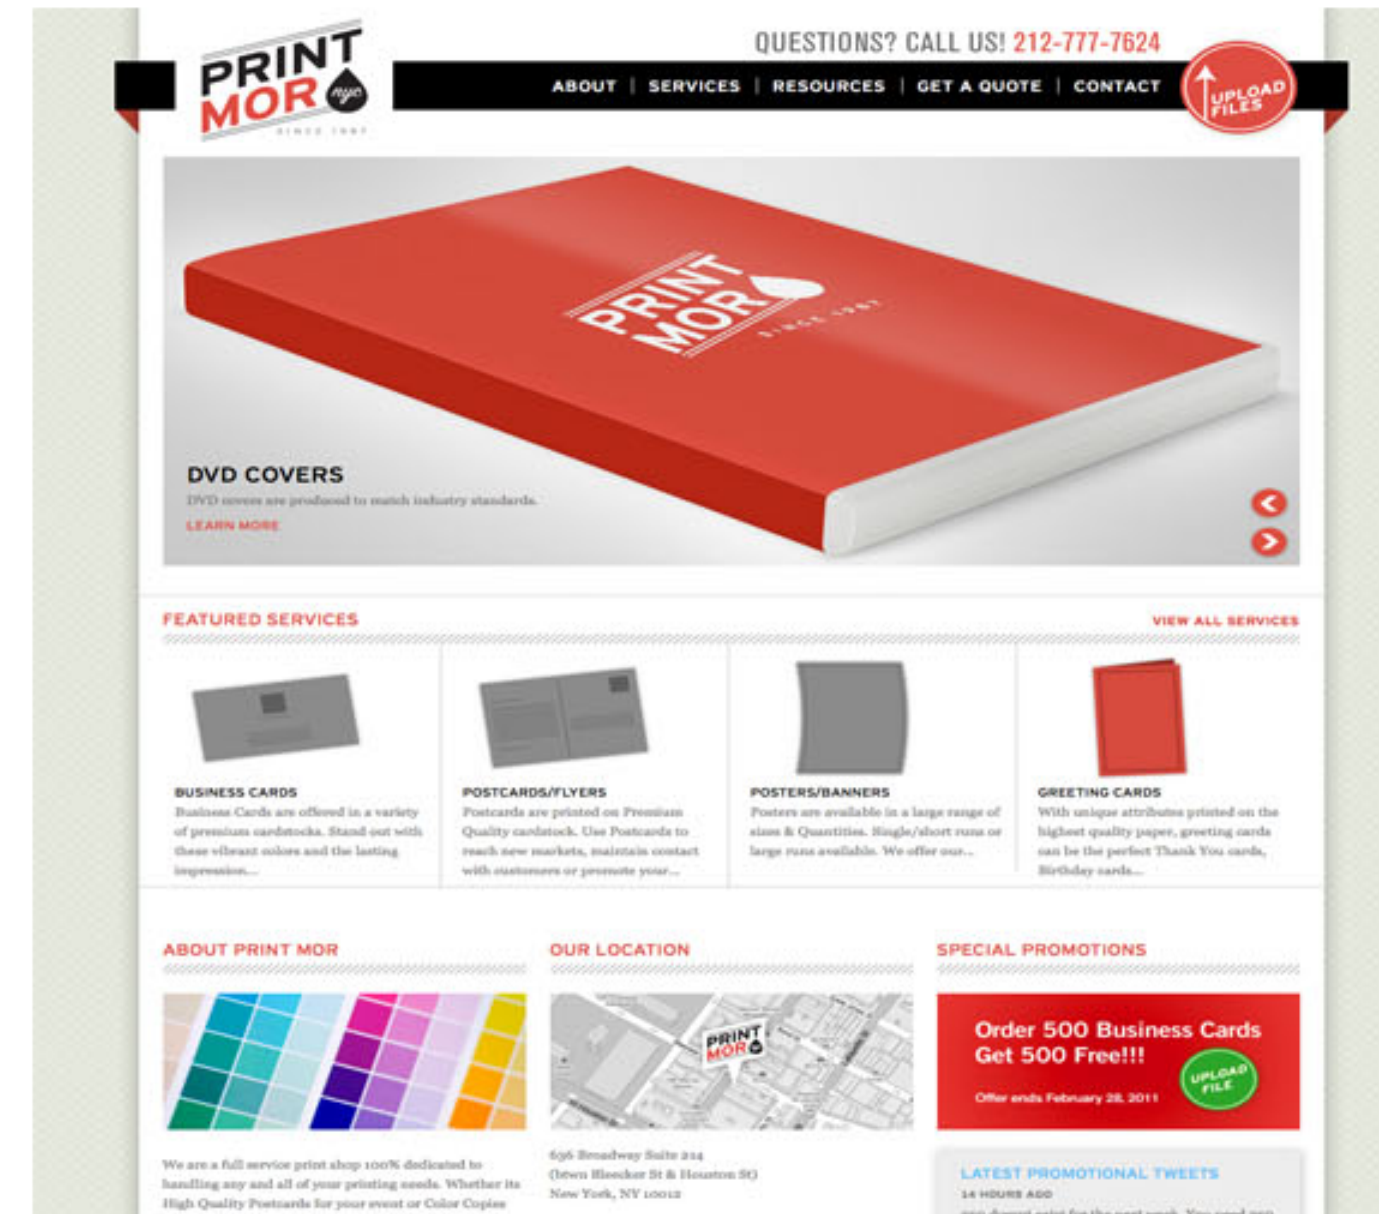 PRINT
MOR nyc
SINCE 1987
QUESTIONS? CALL US! 212-777-7624
ABOUT | SERVICES | RESOURCES | GET A QUOTE | CONTACT
UPLOAD
FILES
PRINT
MOR
SINCE 1987
DVD COVERS
DVD covers are produced to match industry standards.
LEARN MORE
FEATURED SERVICES
VIEW ALL SERVICES
BUSINESS CARDS
Business Cards are offered in a variety
of premium cardstocks. Stand out with
these vibrant colors and the lasting
impression...
POSTCARDS/FLYERS
Postcards are printed on Premium
Quality cardstock. Use Postcards to
reach new markets, maintain contact
with customers or promote your...
POSTERS/BANNERS
Posters are available in a large range of
sizes & Quantities. Single/short runs or
large runs available. We offer our...
GREETING CARDS
With unique attributes printed on the
highest quality paper, greeting cards
can be the perfect Thank You cards,
Birthday cards...
ABOUT PRINT MOR
We are a full service print shop 100% dedicated to
handling any and all of your printing needs. Whether its
High Quality Postcards for your event or Color Copies
OUR LOCATION
PRINT
MOR nyc
696 Broadway Suite 214
(btwn Bleecker St & Houston St)
New York, NY 10012
SPECIAL PROMOTIONS
Order 500 Business Cards
Get 500 Free!!!
UPLOAD
FILE
Offer ends February 28, 2011
LATEST PROMOTIONAL TWEETS
14 HOURS AGO